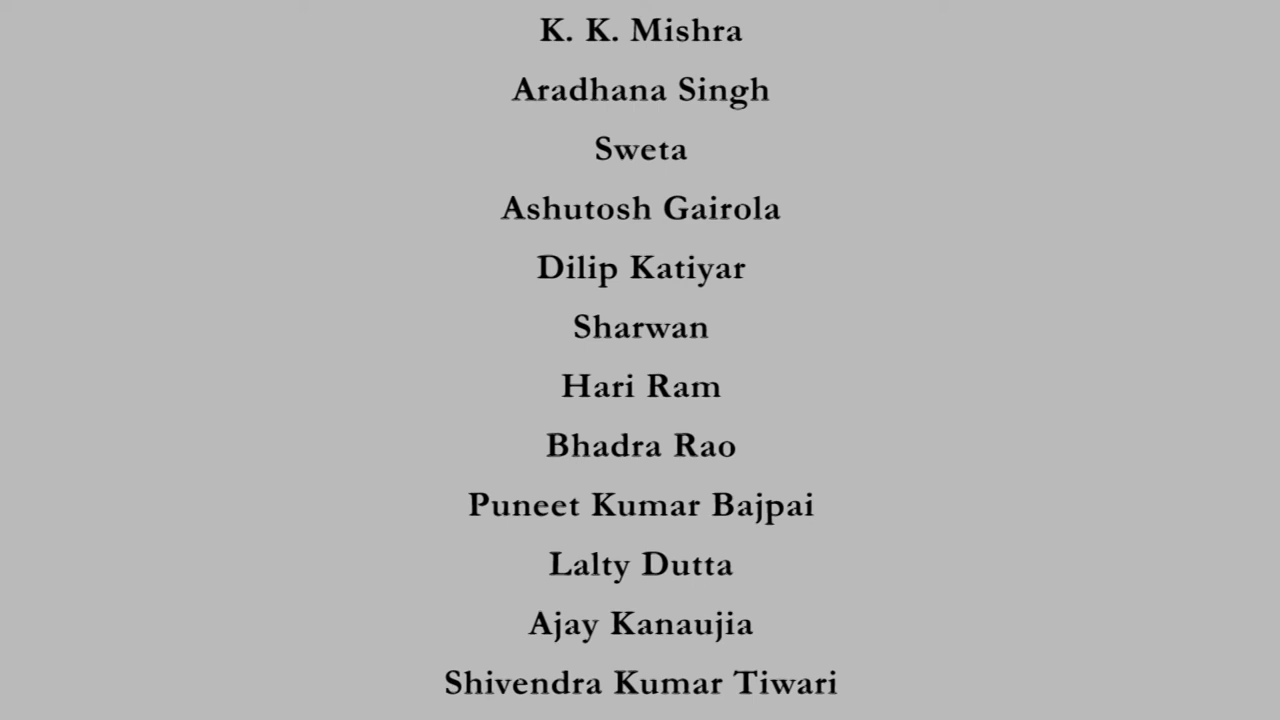 K. K. Mishra
Aradhana Singh
Sweta
Ashutosh Gairola
Dilip Katiyar
Sharwan
Hari Ram
Bhadra Rao
Puneet Kumar Bajpai
Lalty Dutta
Ajay Kanaujia
Shivendra Kumar Tiwari